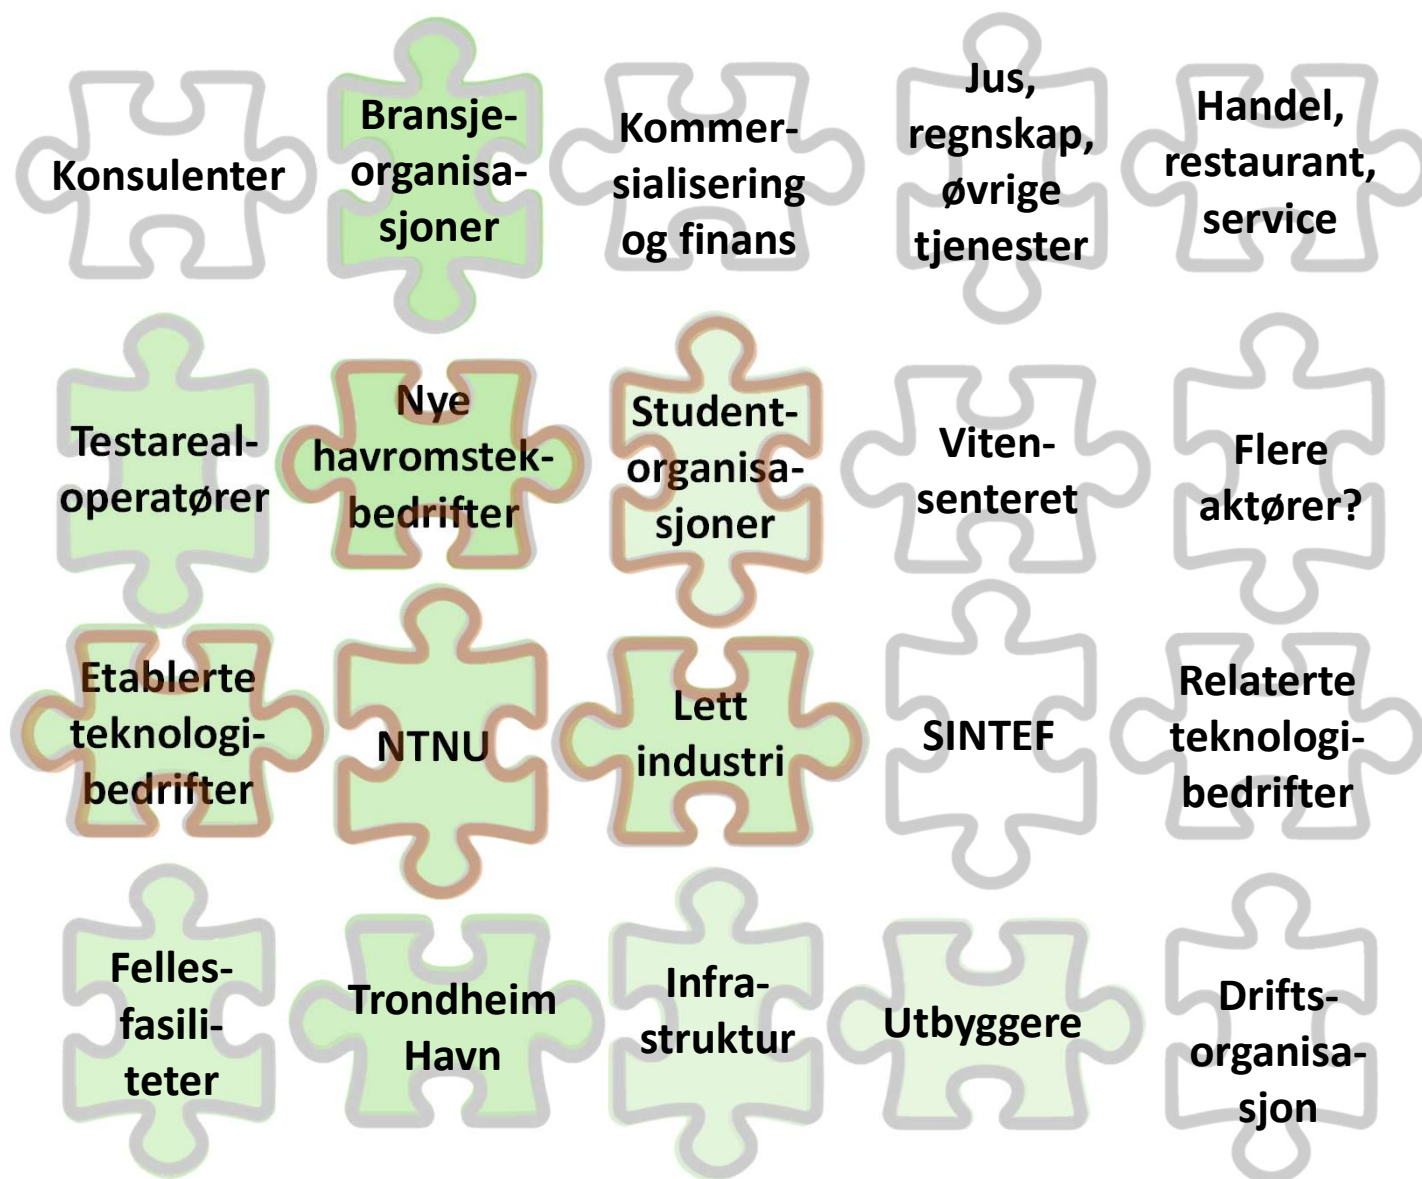 Konsulenter
Bransje-
organisa-
sjoner
Kommer-
sialisering
og finans
Jus,
regnskap,
øvrige
tjenester
Handel,
restaurant,
service
Testareal-
operatører
Nye
havromstek-
bedrifter
Student-
organisa-
sjoner
Viten-
senteret
Flere
aktører?
Etablerte
teknologi-
bedrifter
NTNU
Lett
industri
SINTEF
Relaterte
teknologi-
bedrifter
Felles-
fasili-
teter
Trondheim
Havn
Infra-
struktur
Utbyggere
Drifts-
organisa-
sjon